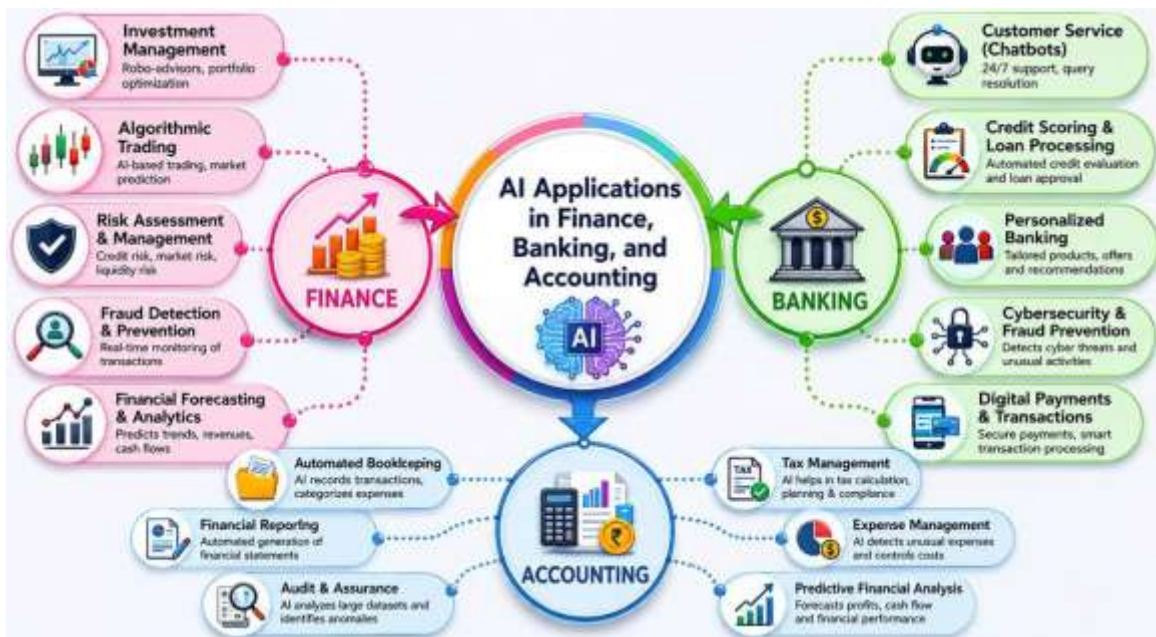 Investment
Management
Robo-advisors, portfolio
optimization
Algorithmic
Trading
AI-based trading, market
prediction
Risk Assessment
& Management
Credit risk, market risk,
liquidity risk
Fraud Detection
& Prevention
Real-time monitoring of
transactions
Financial Forecasting
& Analytics
Predicts trends, revenues,
cash flows
FINANCE
AI Applications
in Finance,
Banking, and
Accounting
AI
Customer Service
(Chatbots)
24/7 support, query
resolution
Credit Scoring &
Loan Processing
Automated credit evaluation
and loan approval
Personalized
Banking
Tailored products, offers
and recommendations
Cybersecurity &
Fraud Prevention
Detects cyber threats and
unusual activities
Digital Payments
& Transactions
Secure payments, smart
transaction processing
$
BANKING
Automated Bookleeping
AI records transactions,
categorizes expenses
Financial Reporfng
Automated generation of
financial statements
Audit & Assurance
AI analyzes large datasets and
identifies anomalies
₹
ACCOUNTING
TAX
Tax Management
AI helps in tax calculation,
planning & compliance
$
Expense Management
AI detects unusual expenses
and controls costs
Predictive Financial Analysis
Forecasts profits, cash flow
and financial performance